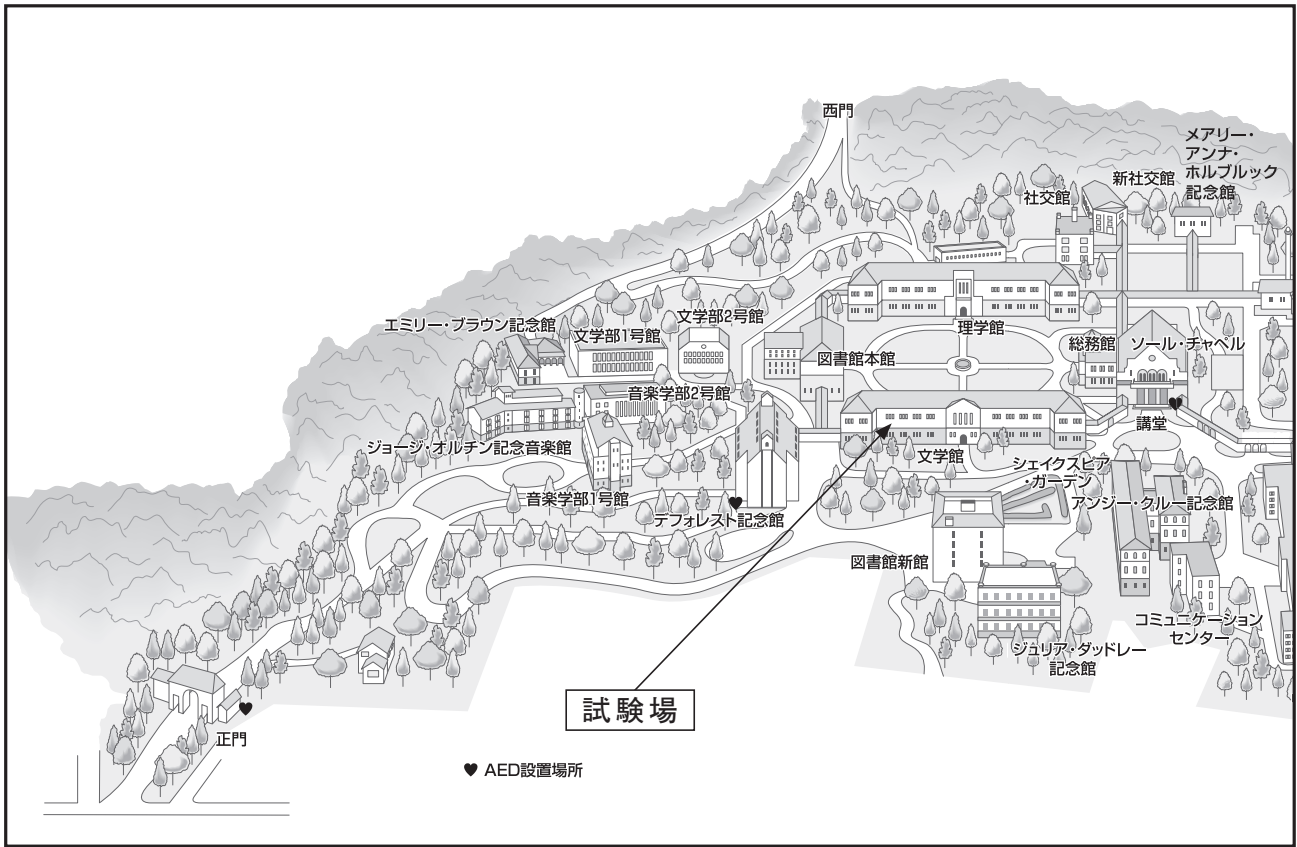 西門
メアリー・
アンナ・
ホルブルック
記念館
新社交館
社交館
エミリー・ブラウン記念館
文学部1号館
文学部2号館
理学館
総務館
ソール・チャペル
図書館本館
音楽学部2号館
講堂
ジョージ・オルチン記念音楽館
文学館
シェイクスピア
・ガーデン
音楽学部1号館
デフォレスト記念館
アンジー・クルー記念館
図書館新館
コミュニケーション
センター
ジュリア・ダッドレー
記念館
試験場
正門
♥ AED設置場所